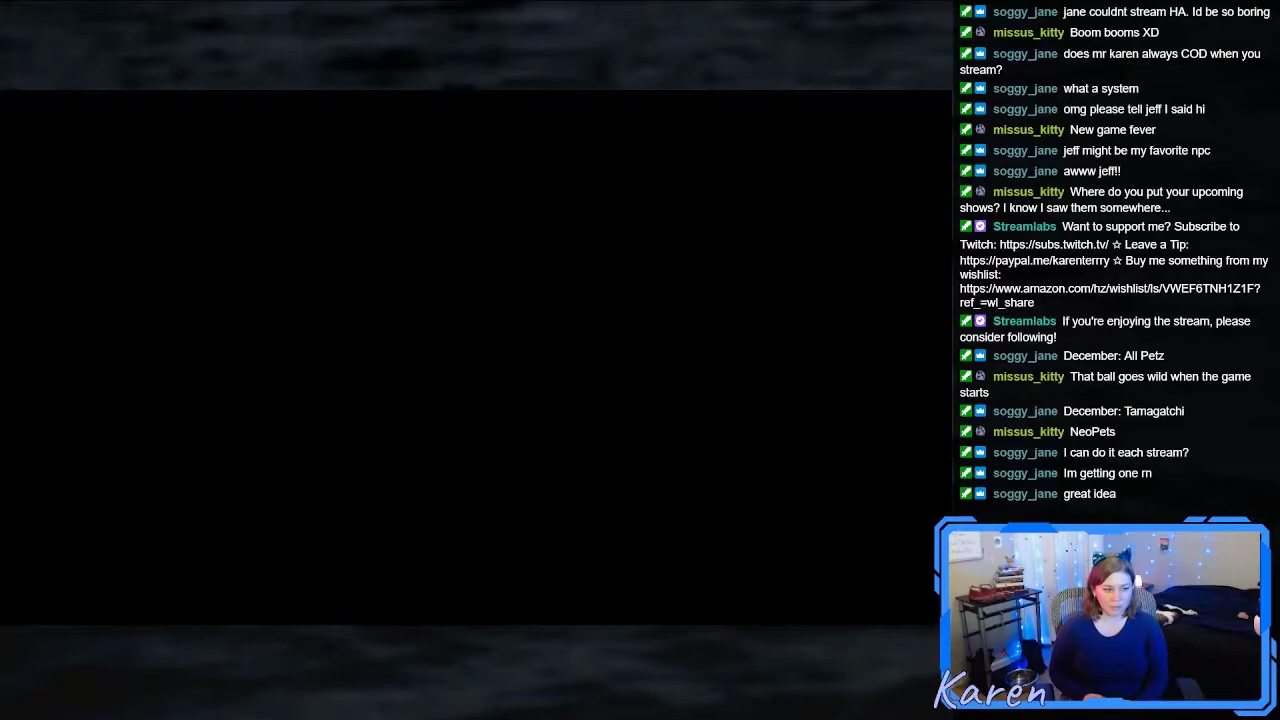 soggy_jane jane couldnt stream HA. Id be so boring
missus_kitty Boom booms XD
soggy_jane does mr karen always COD when you
stream?
soggy_jane what a system
soggy_jane omg please tell jeff I said hi
missus_kitty New game fever
soggy_jane jeff might be my favorite npc
soggy_jane awww jeff!!
missus_kitty Where do you put your upcoming
shows? I know I saw them somewhere...
Streamlabs Want to support me? Subscribe to
Twitch: https://subs.twitch.tv/ ☆ Leave a Tip:
https://paypal.me/karenterrry ☆ Buy me something from my
wishlist:
https://www.amazon.com/hz/wishlist/ls/VWEF6TNH1Z1F?
ref_=wl_share
Streamlabs If you're enjoying the stream, please
consider following!
soggy_jane December: All Petz
missus_kitty That ball goes wild when the game
starts
soggy_jane December: Tamagatchi
missus_kitty NeoPets
soggy_jane I can do it each stream?
soggy_jane Im getting one rn
soggy_jane great idea
Karen